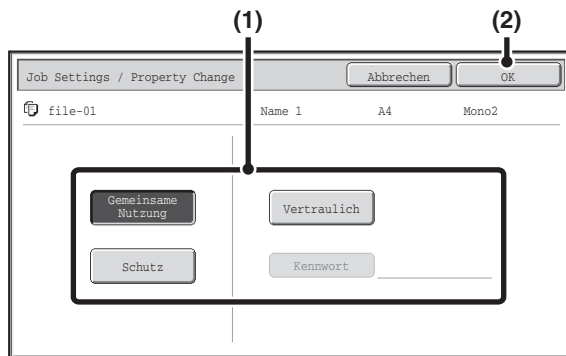 (1) (2)
Job Settings / Property Change Abbrechen OK
file-01 Name 1 A4 Mono2
Gemeinsame
Nutzung
Vertraulich
Schutz Kennwort